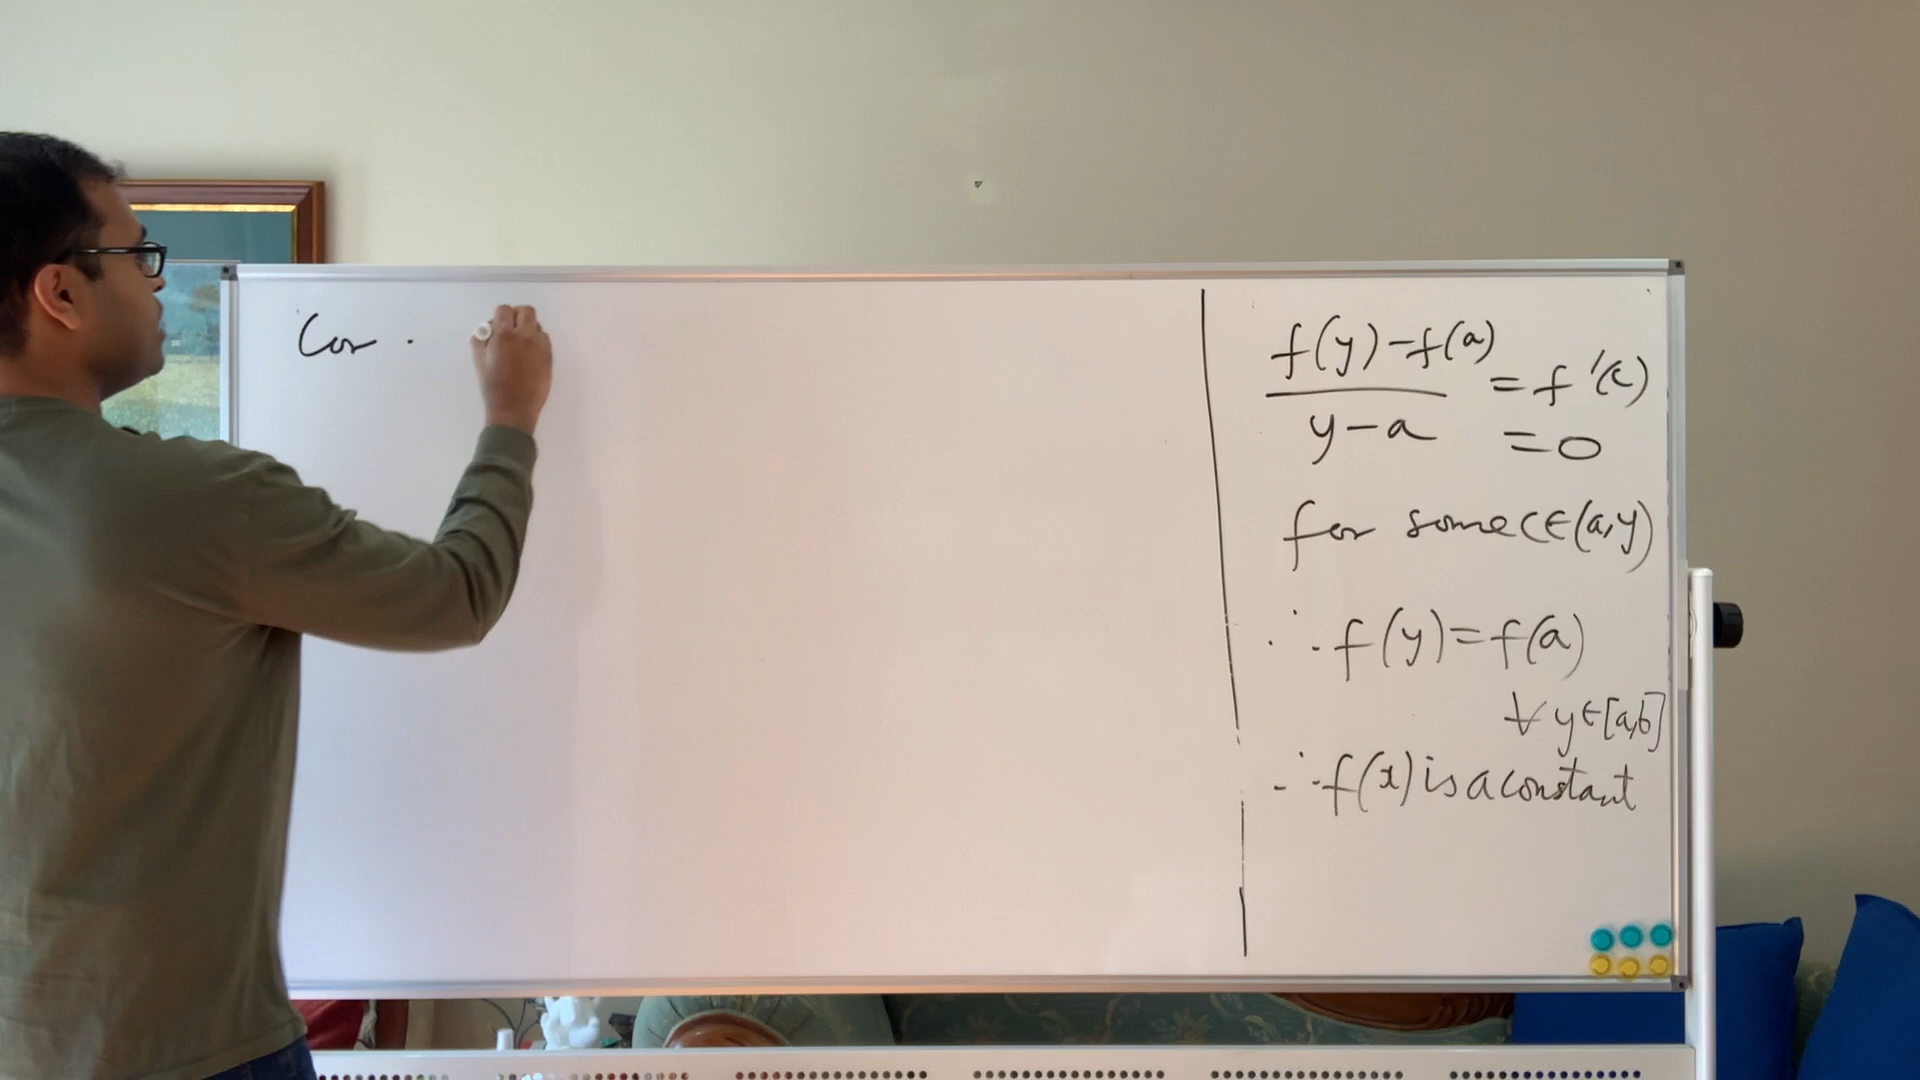 Cor.
f(y)-f(a)
= f'(c)
y-a = 0
for some c∈(a,y)
∴ f(y)=f(a)
∀ y∈[a,b]
∴ f(x) is a constant